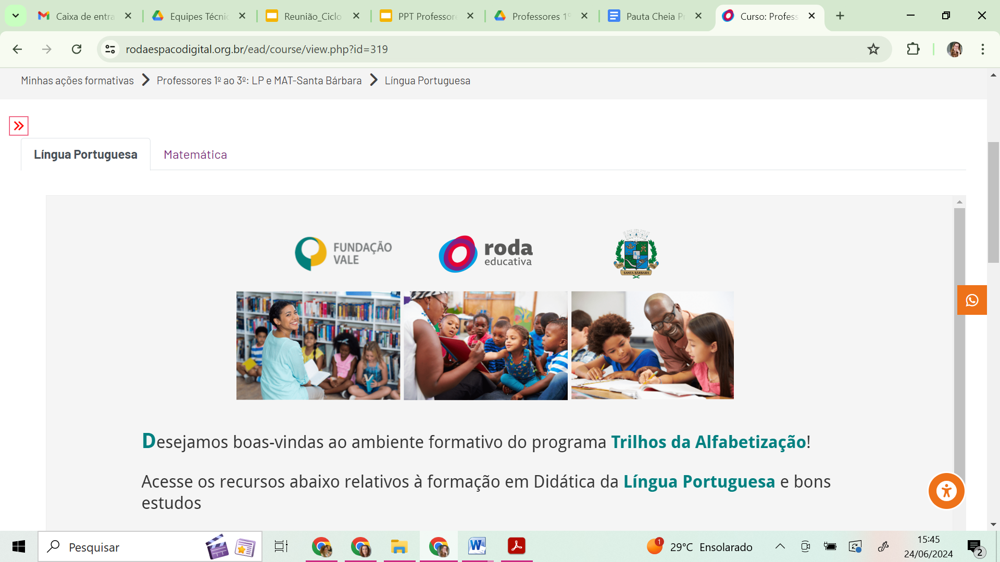 Caixa de entra
Equipes Técnic
Reunião_Ciclo
PPT Professore
Professores 1º
Pauta Cheia Pr
Curso: Profess
rodaespacodigital.org.br/ead/course/view.php?id=319
Minhas ações formativas
Professores 1º ao 3º: LP e MAT-Santa Bárbara
Língua Portuguesa
Língua Portuguesa
Matemática
FUNDAÇÃO
VALE
roda
educativa
SANTA BÁRBARA
Desejamos boas-vindas ao ambiente formativo do programa Trilhos da Alfabetização!
Acesse os recursos abaixo relativos à formação em Didática da Língua Portuguesa e bons
estudos
Pesquisar
1
29°C Ensolarado
15:45
24/06/2024
2